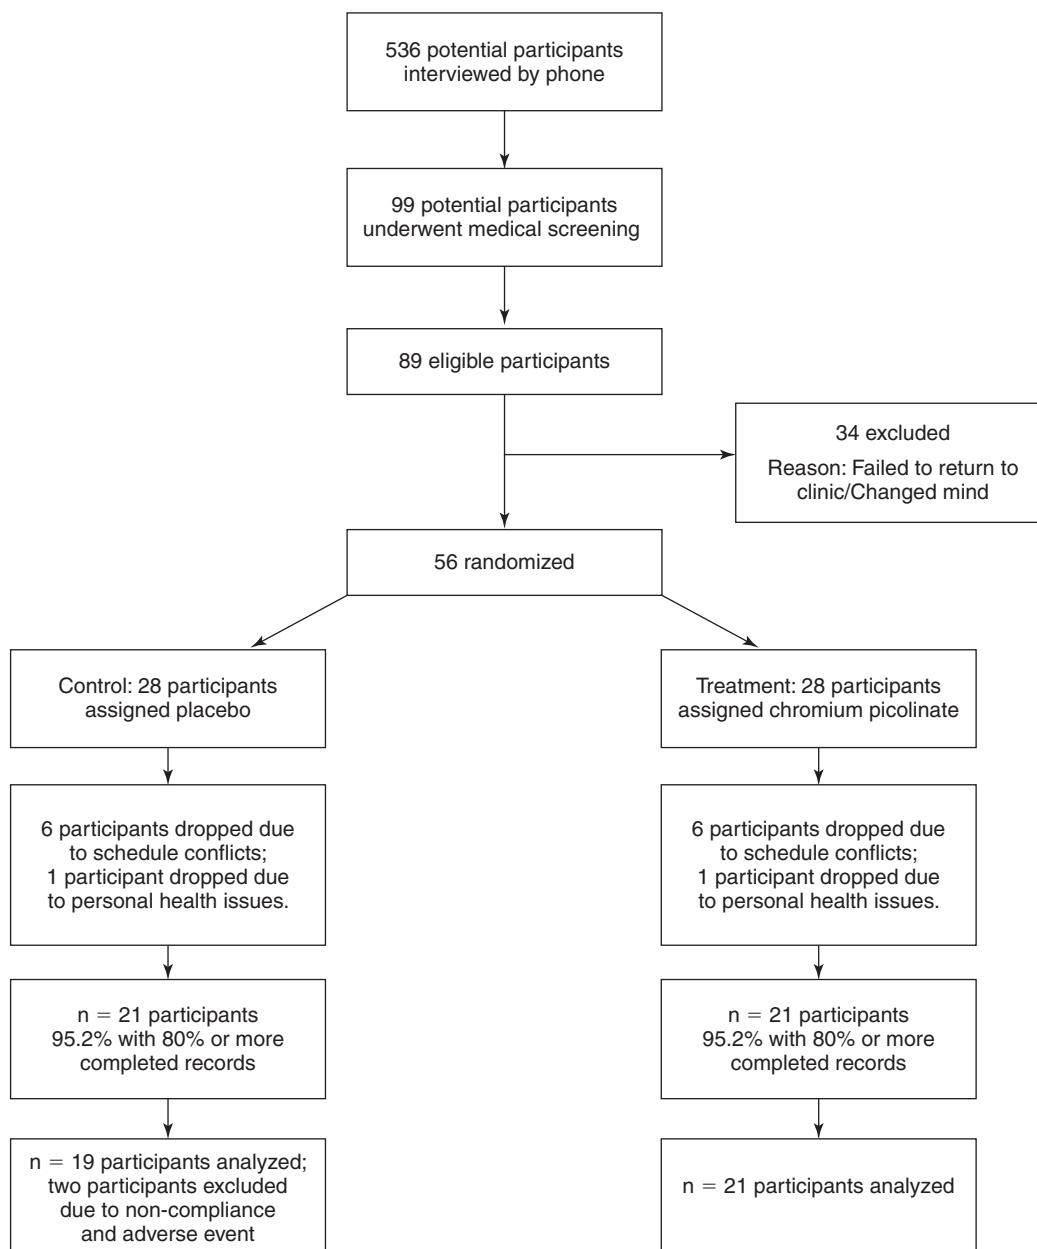 536 potential participants
interviewed by phone
99 potential participants
underwent medical screening
89 eligible participants
34 excluded
Reason: Failed to return to
clinic/Changed mind
56 randomized
Control: 28 participants
assigned placebo
Treatment: 28 participants
assigned chromium picolinate
6 participants dropped due
to schedule conflicts;
1 participant dropped due
to personal health issues.
6 participants dropped due
to schedule conflicts;
1 participant dropped due
to personal health issues.
n = 21 participants
95.2% with 80% or more
completed records
n = 21 participants
95.2% with 80% or more
completed records
n = 19 participants analyzed;
two participants excluded
due to non-compliance
and adverse event
n = 21 participants analyzed